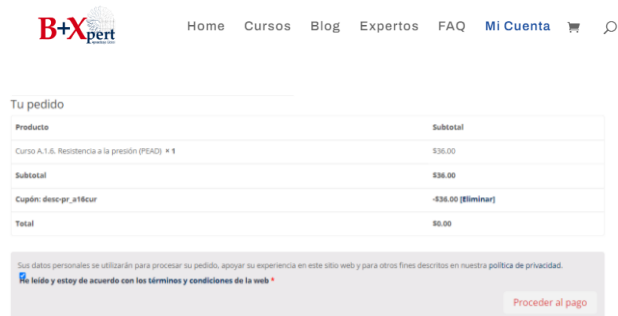 B+Xpert
Home Cursos Blog Expertos FAQ Mi Cuenta
Tu pedido
Producto Subtotal
Curso A.1.6. Resistencia a la presión (PEAD) × 1 $36.00
Subtotal $36.00
Cupón: desc-pr_a16cur -$36.00 [Eliminar]
Total $0.00
Sus datos personales se utilizarán para procesar su pedido, apoyar su experiencia en este sitio web y para otros fines descritos en nuestra política de privacidad.
He leído y estoy de acuerdo con los términos y condiciones de la web *
Proceder al pago